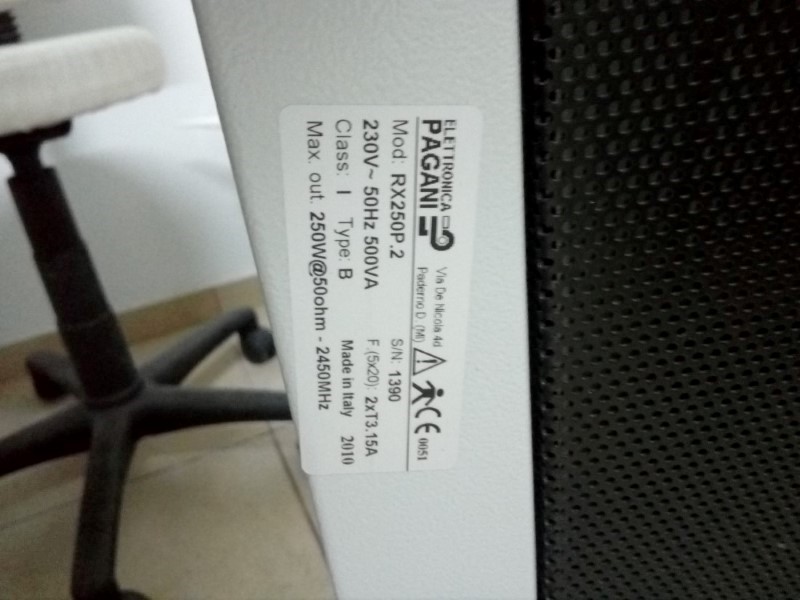 ELETTRONICA
PAGANI
Via De Nicola 4d
Paderno D. (MI)
CE 0051
Mod: RX250P.2
S/N: 1390
230V~ 50Hz 500VA
F.(5x20): 2xT3.15A
Class: I Type: B
Made in Italy 2010
Max. out. 250W@50ohm - 2450MHz